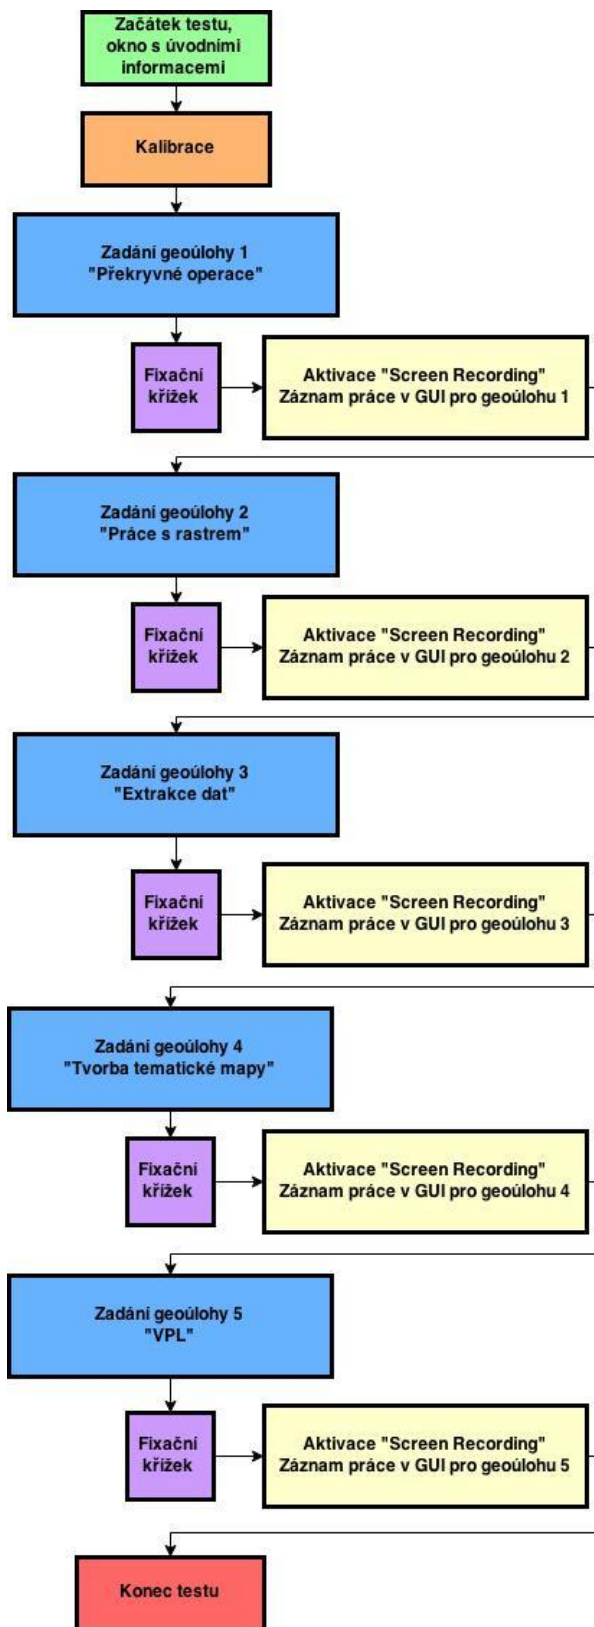 Začátek testu,
okno s úvodními
informacemi
Kalibrace
Zadání geoúlohy 1
"Překryvné operace"
Fixační
křížek
Aktivace "Screen Recording"
Záznam práce v GUI pro geoúlohu 1
Zadání geoúlohy 2
"Práce s rastrem"
Fixační
křížek
Aktivace "Screen Recording"
Záznam práce v GUI pro geoúlohu 2
Zadání geoúlohy 3
"Extrakce dat"
Fixační
křížek
Aktivace "Screen Recording"
Záznam práce v GUI pro geoúlohu 3
Zadání geoúlohy 4
"Tvorba tematické mapy"
Fixační
křížek
Aktivace "Screen Recording"
Záznam práce v GUI pro geoúlohu 4
Zadání geoúlohy 5
"VPL"
Fixační
křížek
Aktivace "Screen Recording"
Záznam práce v GUI pro geoúlohu 5
Konec testu